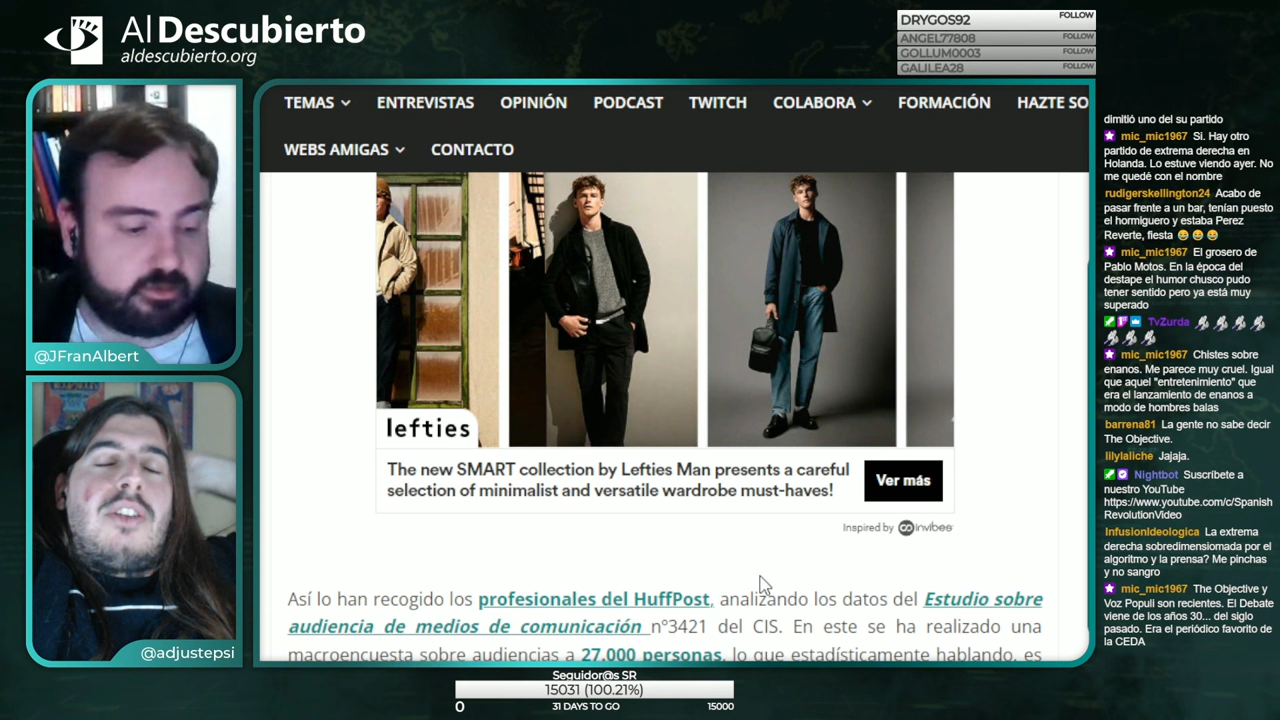 Al Descubierto
aldescubierto.org
DRYGOS92 FOLLOW
ANGEL77808 FOLLOW
GOLLUM0003 FOLLOW
GALILEA28 FOLLOW
TEMAS ENTREVISTAS OPINIÓN PODCAST TWITCH COLABORA FORMACIÓN HAZTE SO
WEBS AMIGAS CONTACTO
lefties
The new SMART collection by Lefties Man presents a careful
selection of minimalist and versatile wardrobe must-haves!
Ver más
Inspired by invibes
Así lo han recogido los profesionales del HuffPost, analizando los datos del Estudio sobre
audiencia de medios de comunicación nº3421 del CIS. En este se ha realizado una
macroencuesta sobre audiencias a 27.000 personas, lo que estadísticamente hablando, es
@JFranAlbert
@adjustepsi
dimitió uno del su partido
mic_mic1967 Si. Hay otro
partido de extrema derecha en
Holanda. Lo estuve viendo ayer. No
me quedé con el nombre
rudigerskellington24 Acabo de
pasar frente a un bar, tenían puesto
el hormiguero y estaba Perez
Reverte, fiesta 😄 😄 😄
mic_mic1967 El grosero de
Pablo Motos. En la época del
destape el humor chusco pudo
tener sentido pero ya está muy
superado
TvZurda
mic_mic1967 Chistes sobre
enanos. Me parece muy cruel. Igual
que aquel "entretenimiento" que
era el lanzamiento de enanos a
modo de hombres balas
barrena81 La gente no sabe decir
The Objective.
lilylaliche Jajaja.
Nightbot Suscríbete a
nuestro YouTube
https://www.youtube.com/c/Spanish
RevolutionVideo
InfusionIdeologica La extrema
derecha sobredimensiomada por el
algoritmo y la prensa? Me pinchas
y no sangro
mic_mic1967 The Objective y
Voz Populi son recientes. El Debate
viene de los años 30... del siglo
pasado. Era el periódico favorito de
la CEDA
Seguidor@s SR
15031 (100.21%)
0 31 DAYS TO GO 15000